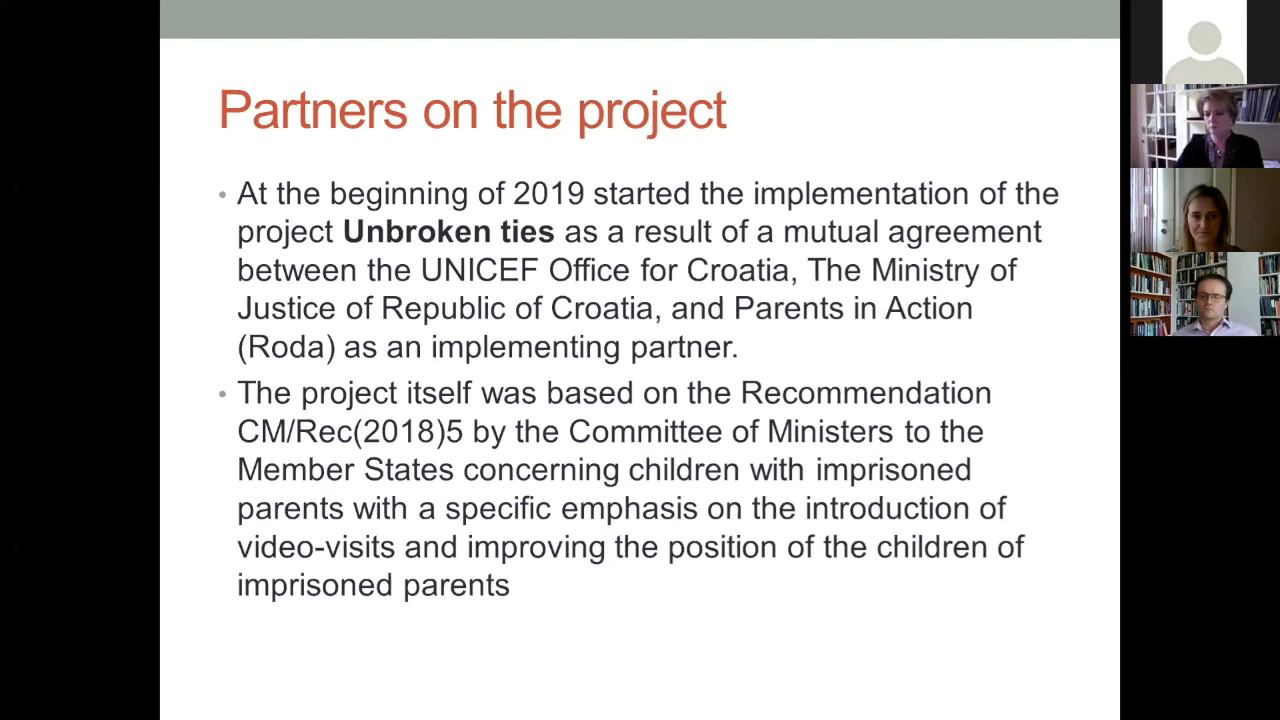 Partners on the project
• At the beginning of 2019 started the implementation of the
project Unbroken ties as a result of a mutual agreement
between the UNICEF Office for Croatia, The Ministry of
Justice of Republic of Croatia, and Parents in Action
(Roda) as an implementing partner.
• The project itself was based on the Recommendation
CM/Rec(2018)5 by the Committee of Ministers to the
Member States concerning children with imprisoned
parents with a specific emphasis on the introduction of
video-visits and improving the position of the children of
imprisoned parents